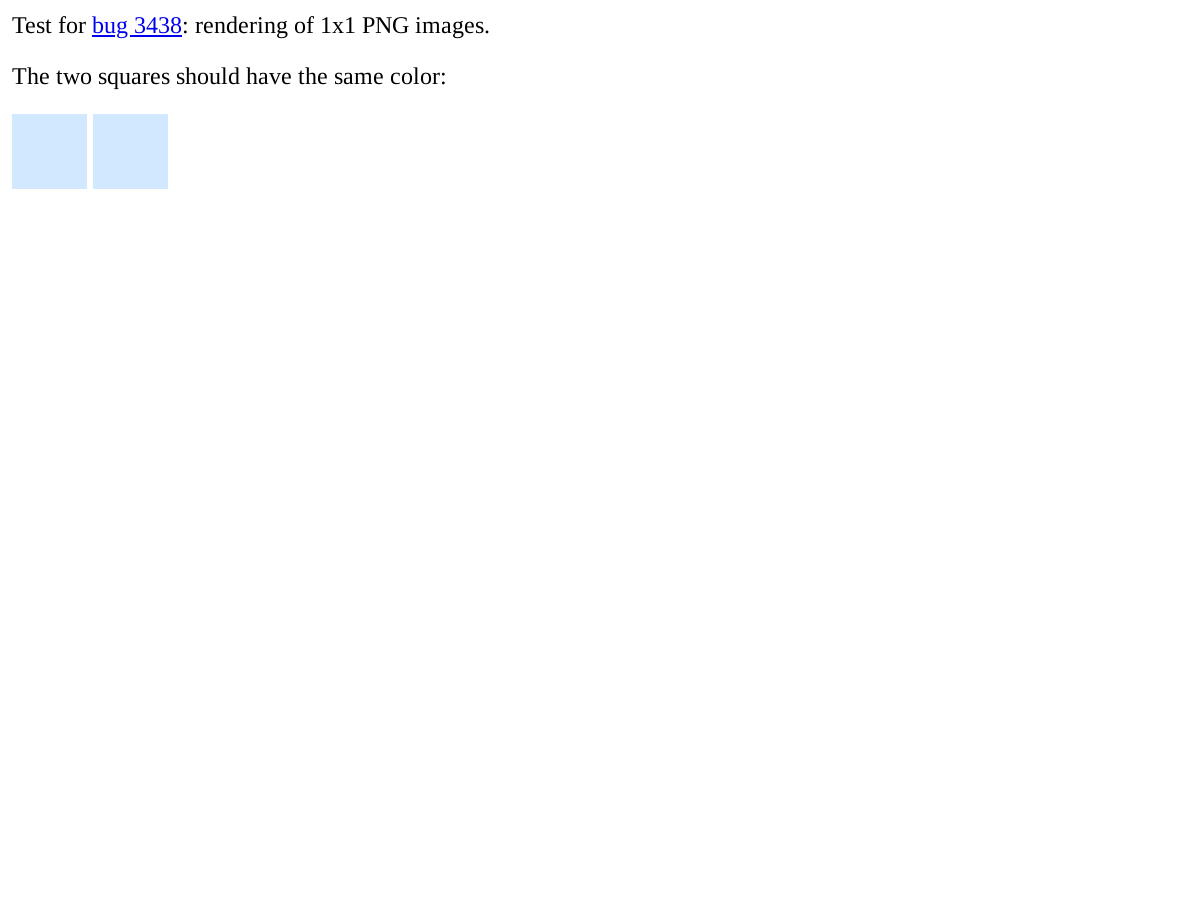 Test for bug 3438: rendering of 1x1 PNG images.
The two squares should have the same color: